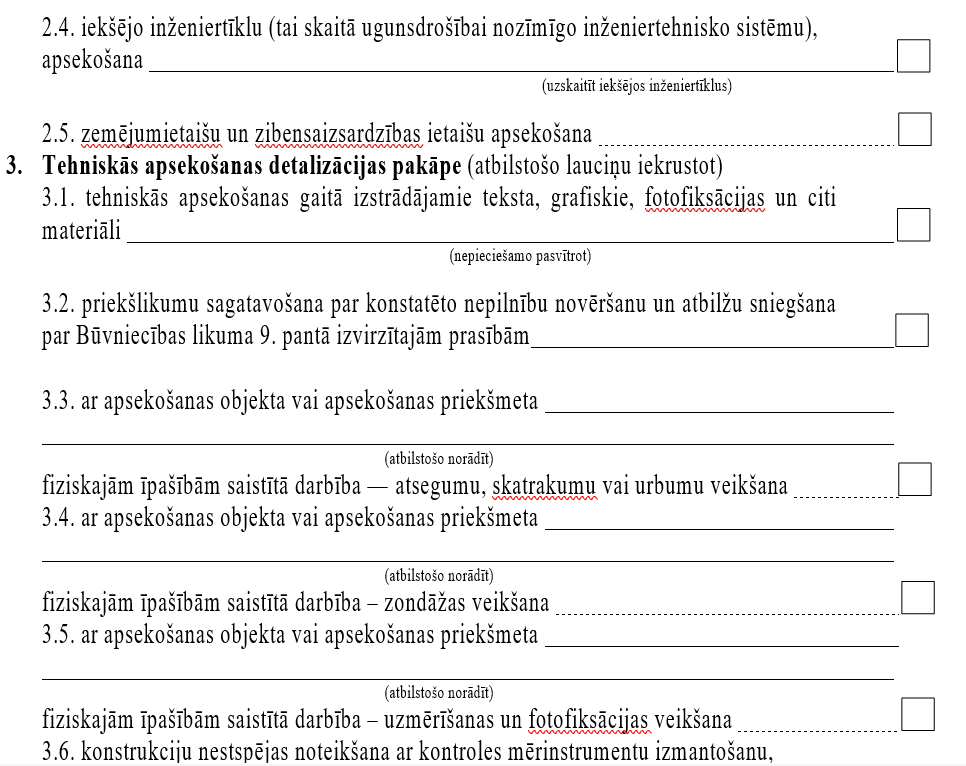 2.4. iekšējo inženiertīklu (tai skaitā ugunsdrošībai nozīmīgo inženiertehnisko sistēmu),
apsekošana
(uzskaitīt iekšējos inženiertīklus)
2.5. zemējumietaišu un zibensaizsardzības ietaišu apsekošana
3. Tehniskās apsekošanas detalizācijas pakāpe (atbilstošo lauciņu iekrustot)
3.1. tehniskās apsekošanas gaitā izstrādājamie teksta, grafiskie, fotofiksācijas un citi
materiāli
(nepieciešamo pasvītrot)
3.2. priekšlikumu sagatavošana par konstatēto nepilnību novēršanu un atbilžu sniegšana
par Būvniecības likuma 9. pantā izvirzītajām prasībām
3.3. ar apsekošanas objekta vai apsekošanas priekšmeta
(atbilstošo norādīt)
fiziskajām īpašībām saistītā darbība — atsegumu, skatrakumu vai urbumu veikšana
3.4. ar apsekošanas objekta vai apsekošanas priekšmeta
(atbilstošo norādīt)
fiziskajām īpašībām saistītā darbība – zondāžas veikšana
3.5. ar apsekošanas objekta vai apsekošanas priekšmeta
(atbilstošo norādīt)
fiziskajām īpašībām saistītā darbība – uzmērīšanas un fotofiksācijas veikšana
3.6. konstrukciju nestspējas noteikšana ar kontroles mērinstrumentu izmantošanu,